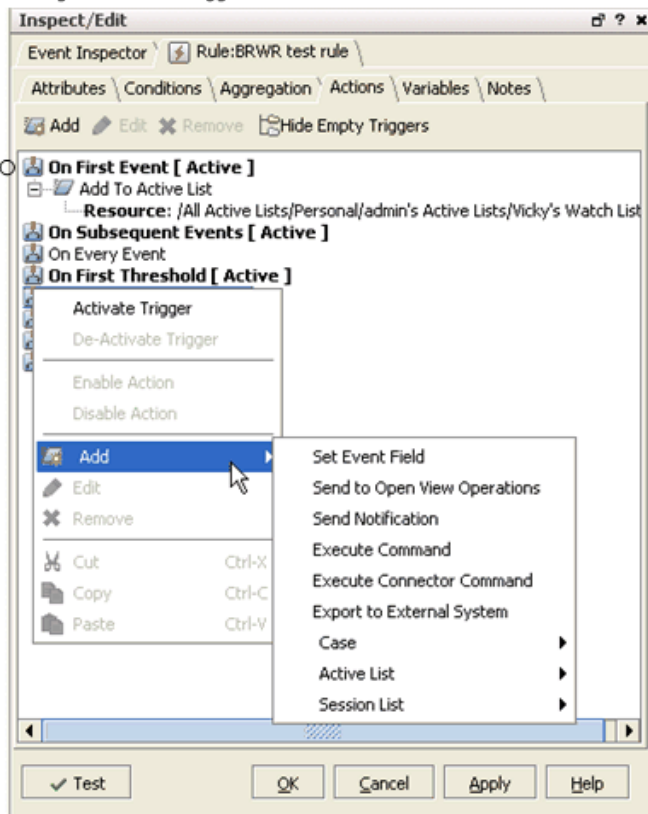 Inspect/Edit
Event Inspector Rule:BRWR test rule
Attributes Conditions Aggregation Actions Variables Notes
Add Edit Remove Hide Empty Triggers
On First Event [ Active ]
Add To Active List
Resource: /All Active Lists/Personal/admin's Active Lists/Vicky's Watch List
On Subsequent Events [ Active ]
On Every Event
On First Threshold [ Active ]
Activate Trigger
De-Activate Trigger
Enable Action
Disable Action
Add
Edit
Remove
Cut Ctrl-X
Copy Ctrl-C
Paste Ctrl-V
Set Event Field
Send to Open View Operations
Send Notification
Execute Command
Execute Connector Command
Export to External System
Case
Active List
Session List
Test OK Cancel Apply Help